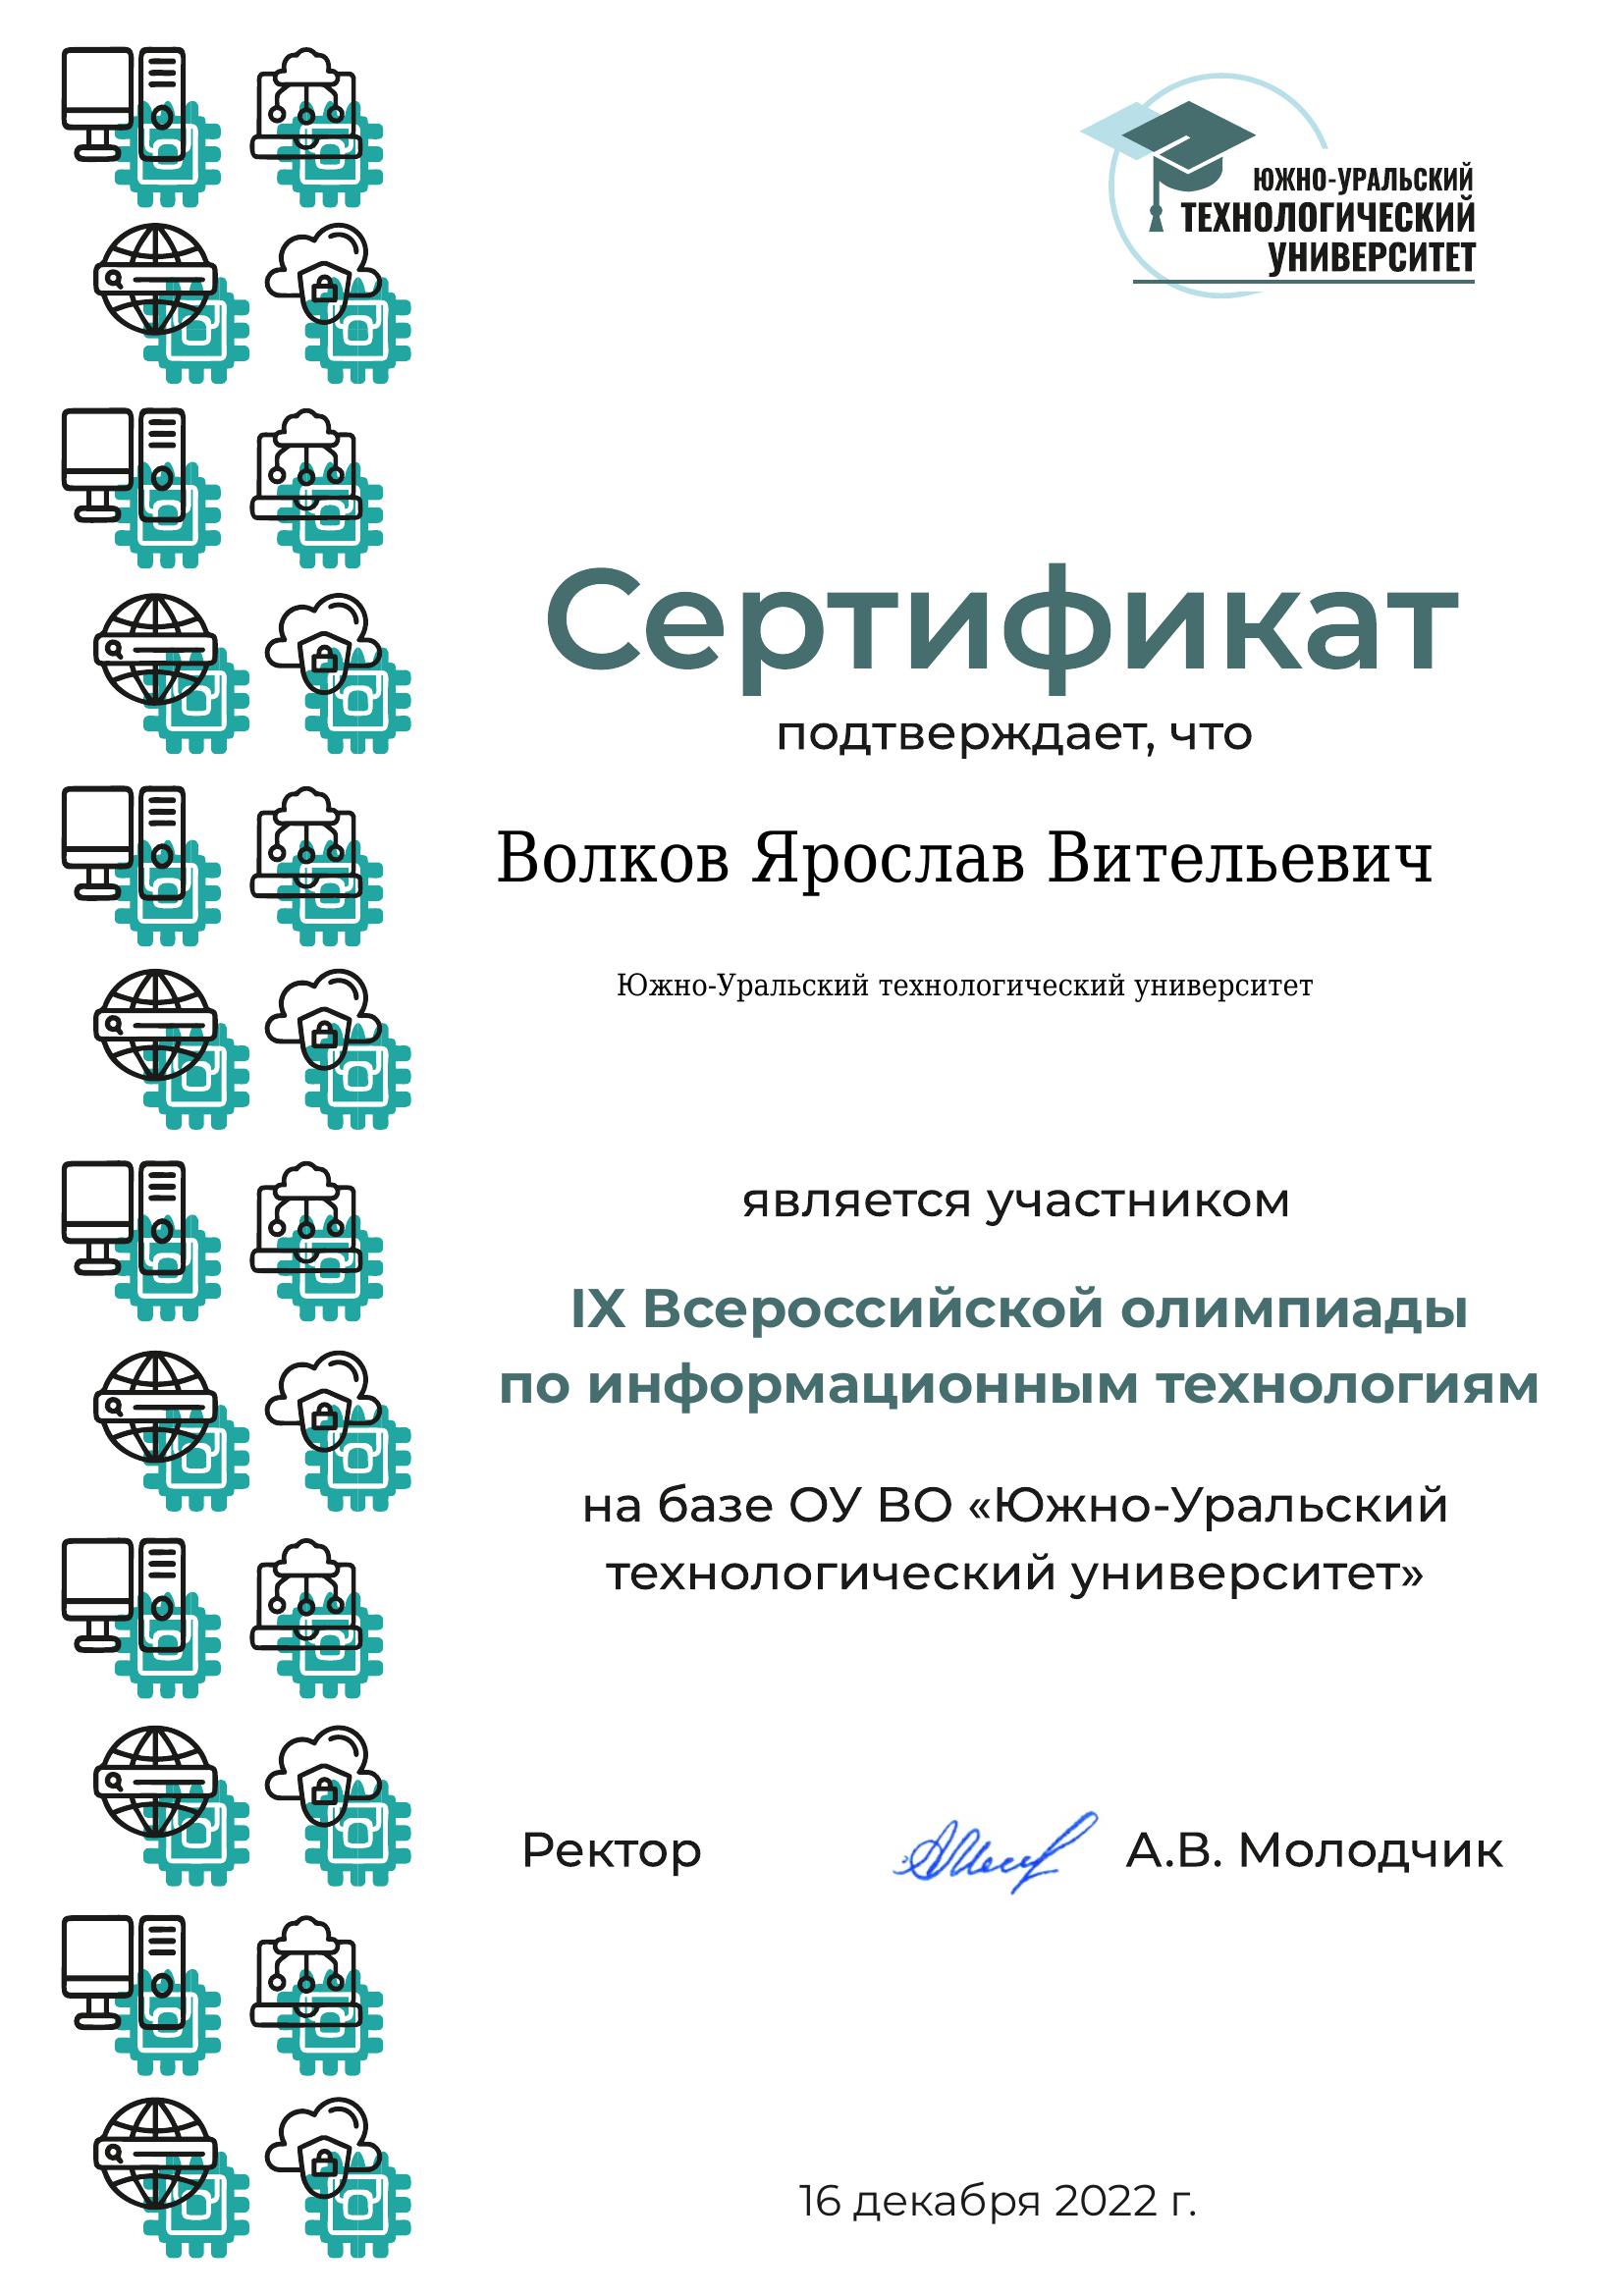 ЮЖНО-УРАЛЬСКИЙ
ТЕХНОЛОГИЧЕСКИЙ
УНИВЕРСИТЕТ
Сертификат
подтверждает, что
Волков Ярослав Вительевич
Южно-Уральский технологический университет
является участником
IX Всероссийской олимпиады
по информационным технологиям
на базе ОУ ВО «Южно-Уральский
технологический университет»
Ректор А.В. Молодчик
16 декабря 2022 г.